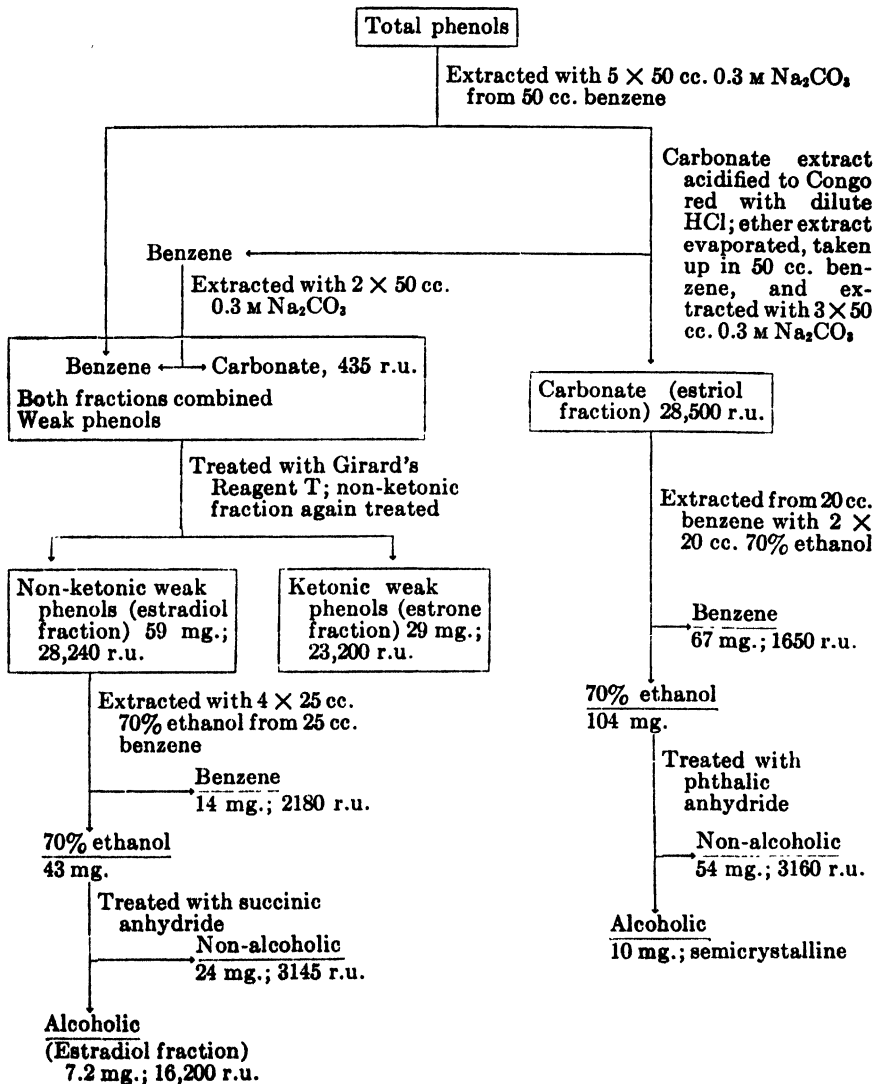 Total phenols
Extracted with 5 × 50 cc. 0.3 M Na₂CO₃
from 50 cc. benzene
Carbonate extract
acidified to Congo
red with dilute
HCl; ether extract
evaporated, taken
up in 50 cc. ben-
zene, and ex-
tracted with 3 × 50
cc. 0.3 M Na₂CO₃
Benzene
Extracted with 2 × 50 cc.
0.3 M Na₂CO₃
Benzene
Carbonate, 435 r.u.
Both fractions combined
Weak phenols
Carbonate (estriol
fraction) 28,500 r.u.
Treated with Girard's
Reagent T; non-ketonic
fraction again treated
Extracted from 20 cc.
benzene with 2 ×
20 cc. 70% ethanol
Non-ketonic weak
phenols (estradiol
fraction) 59 mg.;
28,240 r.u.
Ketonic weak
phenols (estrone
fraction) 29 mg.;
23,200 r.u.
Benzene
67 mg.; 1650 r.u.
70% ethanol
104 mg.
Extracted with 4 × 25 cc.
70% ethanol from 25 cc.
benzene
Benzene
14 mg.; 2180 r.u.
Treated with
phthalic
anhydride
70% ethanol
43 mg.
Non-alcoholic
54 mg.; 3160 r.u.
Treated with succinic
anhydride
Non-alcoholic
24 mg.; 3145 r.u.
Alcoholic
10 mg.; semicrystalline
Alcoholic
(Estradiol fraction)
7.2 mg.; 16,200 r.u.